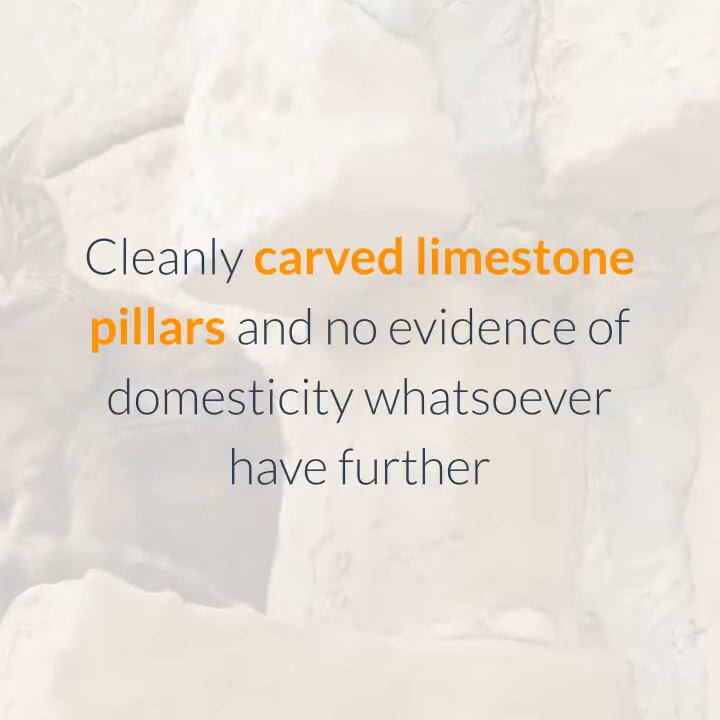 Cleanly carved limestone
pillars and no evidence of
domesticity whatsoever
have further